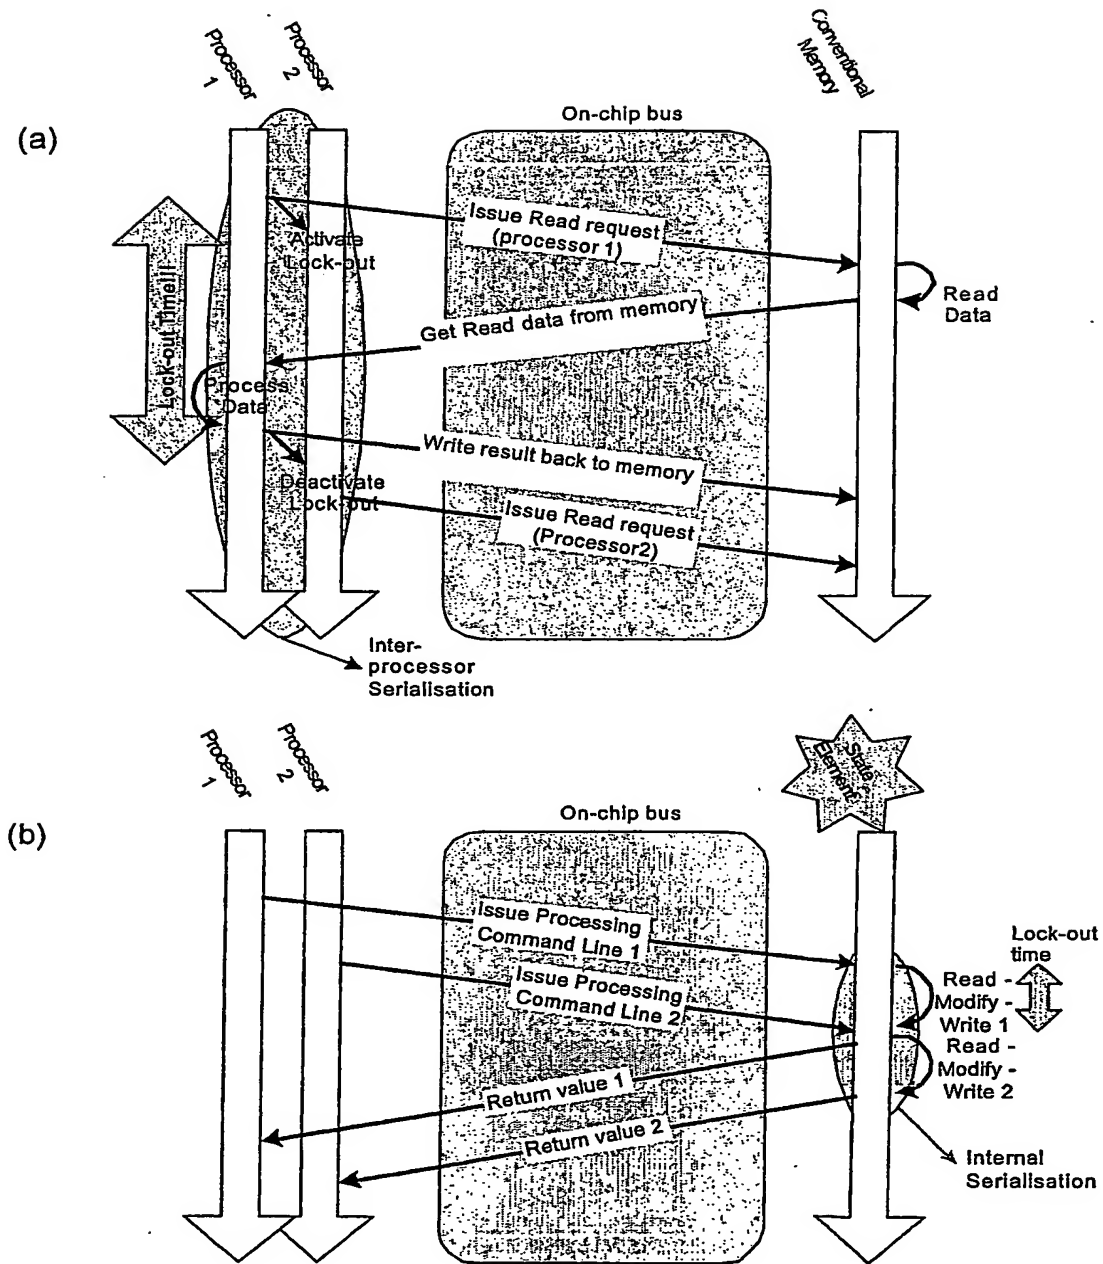 (a)
Processor
1
Processor
2
Conventional
Memory
On-chip bus
Issue Read request
(processor 1)
Activate
Lock-out
Read
Data
Get Read data from memory
Lock-out Time!!!
Process
Data
Write result back to memory
Deactivate
Lock-out
Issue Read request
(Processor2)
Inter-
processor
Serialisation
(b)
Processor
1
Processor
2
State
Element
On-chip bus
Issue Processing
Command Line 1
Issue Processing
Command Line 2
Lock-out
time
Read -
Modify -
Write 1
Read -
Modify -
Write 2
Return value 1
Return value 2
Internal
Serialisation